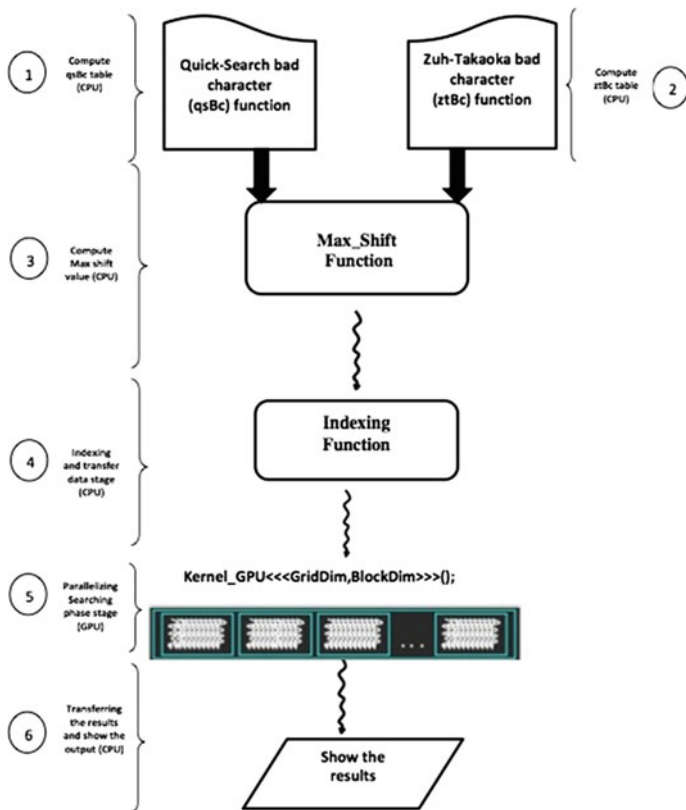 1
Compute
qsBc table
(CPU)
Quick-Search bad
character
(qsBc) function
Zuh-Takaoka bad
character
(ztBc) function
Compute
ztBc table
(CPU)
2
3
Compute
Max shift
value (CPU)
Max_Shift
Function
4
Indexing
and transfer
data stage
(CPU)
Indexing
Function
5
Parallelizing
Searching
phase stage
(GPU)
Kernel_GPU<<<GridDim,BlockDim>>>();
...
6
Transferring
the results
and show the
output (CPU)
Show the
results